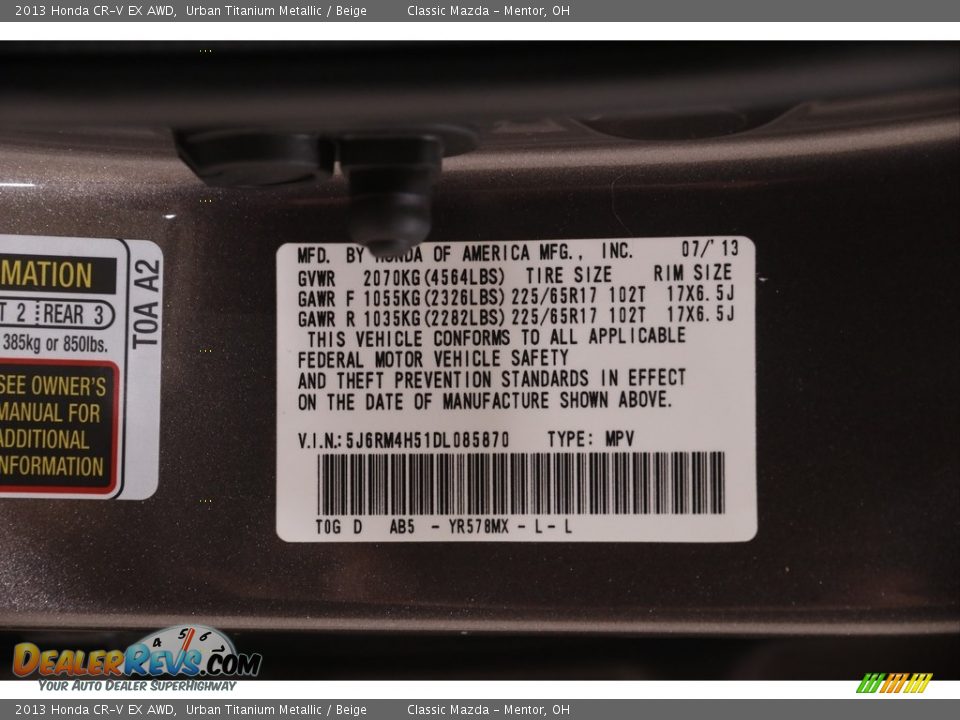 2013 Honda CR-V EX AWD, Urban Titanium Metallic / Beige Classic Mazda - Mentor, OH
MATION
T 2 REAR 3
385kg or 850lbs.
SEE OWNER'S
MANUAL FOR
ADDITIONAL
NFORMATION
T0A A2
MFD. BY HONDA OF AMERICA MFG., INC. 07/'13
GVWR 2070KG(4564LBS) TIRE SIZE RIM SIZE
GAWR F 1055KG(2326LBS) 225/65R17 102T 17X6.5J
GAWR R 1035KG(2282LBS) 225/65R17 102T 17X6.5J
THIS VEHICLE CONFORMS TO ALL APPLICABLE
FEDERAL MOTOR VEHICLE SAFETY
AND THEFT PREVENTION STANDARDS IN EFFECT
ON THE DATE OF MANUFACTURE SHOWN ABOVE.
V.I.N.:5J6RM4H51DL085870 TYPE: MPV
T0G D AB5 - YR578MX - L - L
4 5 6
DealerRevs.com
Your Auto Dealer SuperHighway
2013 Honda CR-V EX AWD, Urban Titanium Metallic / Beige Classic Mazda - Mentor, OH